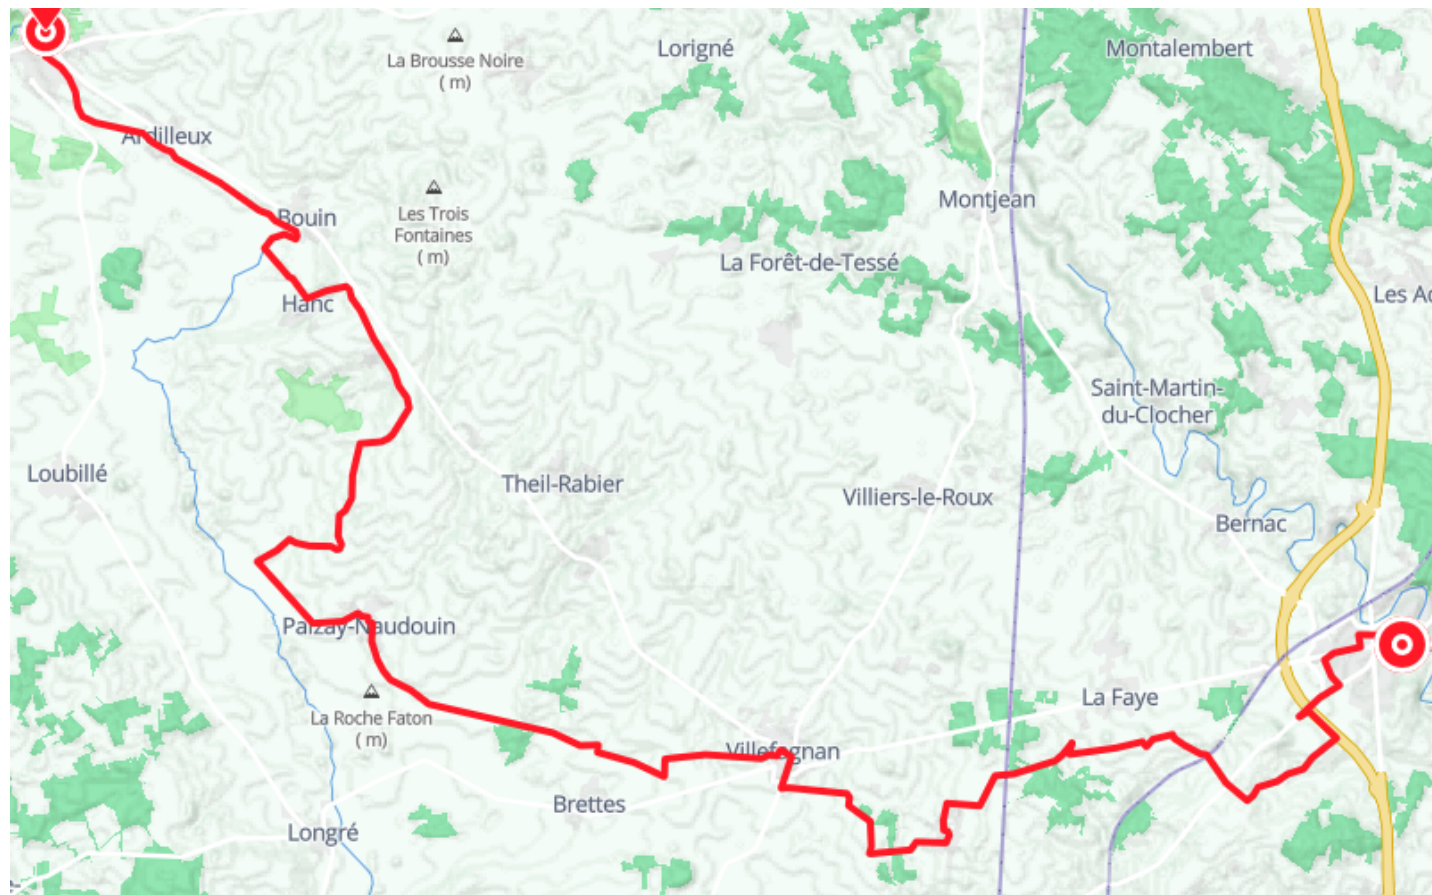 Lorigné
Montalembert
La Brousse Noire
( m)
Ardilleux
Montjean
Les Trois
Fontaines
( m)
Bouin
La Forêt-de-Tessé
Hanc
Les Ad
Saint-Martin-
du-Clocher
Loubillé
Theil-Rabier
Villiers-le-Roux
Bernac
Paizay-Naudouin
La Faye
La Roche Faton
( m)
Villefagnan
Brettes
Longré